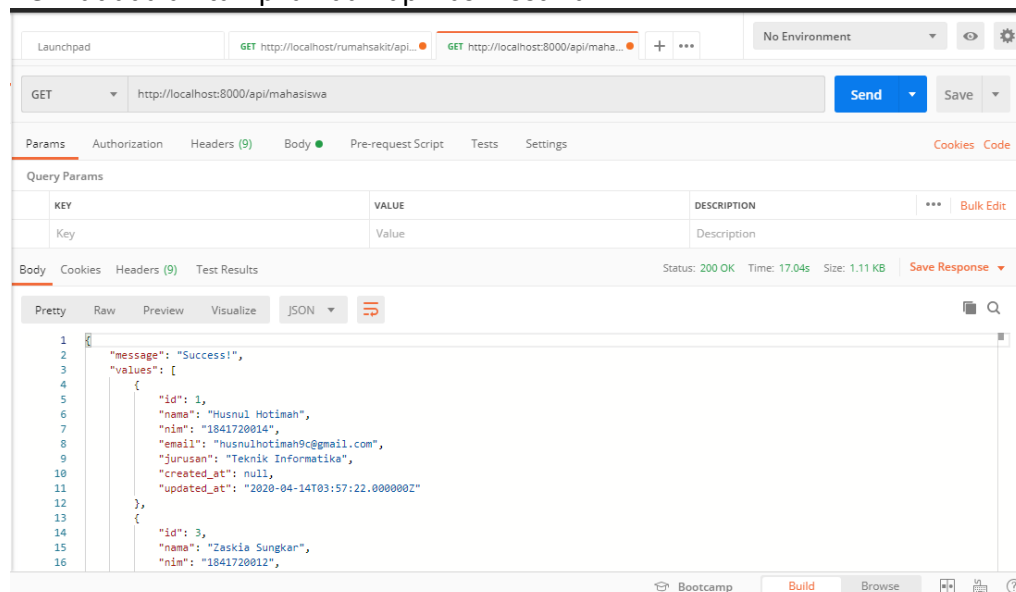 Launchpad
GET http://localhost/rumahsakit/api...
GET http://localhost:8000/api/maha...
+ •••
No Environment
GET
http://localhost:8000/api/mahasiswa
Send
Save
Params Authorization Headers (9) Body Pre-request Script Tests Settings Cookies Code
Query Params
KEY VALUE DESCRIPTION ••• Bulk Edit
Key Value Description
Body Cookies Headers (9) Test Results Status: 200 OK Time: 17.04s Size: 1.11 KB Save Response
Pretty Raw Preview Visualize JSON
1 {
2 "message": "Success!",
3 "values": [
4 {
5 "id": 1,
6 "nama": "Husnul Hotimah",
7 "nim": "1841720014",
8 "email": "husnulhotimah9c@gmail.com",
9 "jurusan": "Teknik Informatika",
10 "created_at": null,
11 "updated_at": "2020-04-14T03:57:22.000000Z"
12 },
13 {
14 "id": 3,
15 "nama": "Zaskia Sungkar",
16 "nim": "1841720012",
Bootcamp Build Browse